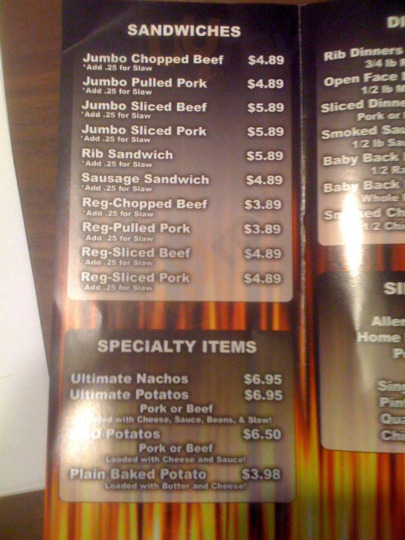 SANDWICHES
Jumbo Chopped Beef $4.89
*Add .25 for Slaw
Jumbo Pulled Pork $4.89
*Add .25 for Slaw
Jumbo Sliced Beef $5.89
*Add .25 for Slaw
Jumbo Sliced Pork $5.89
*Add .25 for Slaw
Rib Sandwich $5.89
*Add .25 for Slaw
Sausage Sandwich $4.89
*Add .25 for Slaw
Reg-Chopped Beef $3.89
*Add .25 for Slaw
Reg-Pulled Pork $3.89
*Add .25 for Slaw
Reg-Sliced Beef $4.89
*Add .25 for Slaw
Reg-Sliced Pork $4.89
*Add .25 for Slaw
SPECIALTY ITEMS
Ultimate Nachos $6.95
Ultimate Potatos $6.95
Pork or Beef
with Cheese, Sauce, Beans, & Slaw!
Potatos $6.50
Pork or Beef
Loaded with Cheese and Sauce!
Plain Baked Potato $3.98
Loaded with Butter and Cheese!
Rib Dinners
3/4 lb
Open Face
1/2 lb
Sliced
Pork or
Smoked
1/2 lb
Baby Back
1/2
Baby Back
Whole
1/2
Home